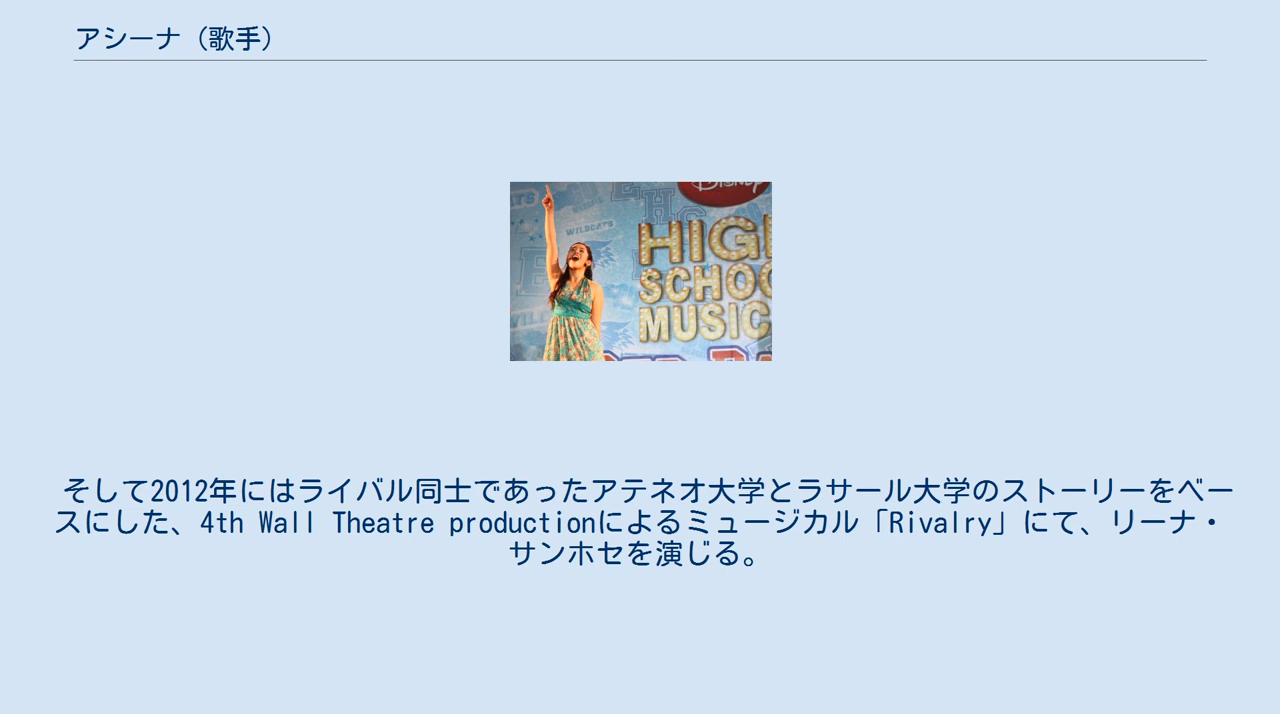 アシーナ（歌手）
DISNEY
WILDCATS
HIG
SCHOO
MUSIC
そして2012年にはライバル同士であったアテネオ大学とラサール大学のストーリーをベー
スにした、4th Wall Theatre productionによるミュージカル「Rivalry」にて、リーナ・
サンホセを演じる。